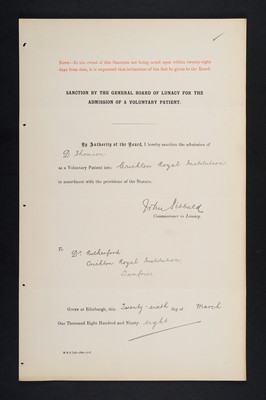 NOTE.—In the event of this Sanction not being acted upon within twenty-eight
days from date, it is requested that intimation of the fact be given to the Board.
SANCTION BY THE GENERAL BOARD OF LUNACY FOR THE
ADMISSION OF A VOLUNTARY PATIENT.
By Authority of the Board, I hereby sanction the admission of
D Thomson
as a Voluntary Patient into Crichton Royal Institution
in accordance with the provisions of the Statute.
John Sibbald
Commissioner in Lunacy.
To
Dr Rutherford
Crichton Royal Institution
Dumfries
GIVEN at Edinburgh, this Twenty-sixth day of March
One Thousand Eight Hundred and Ninety-eight